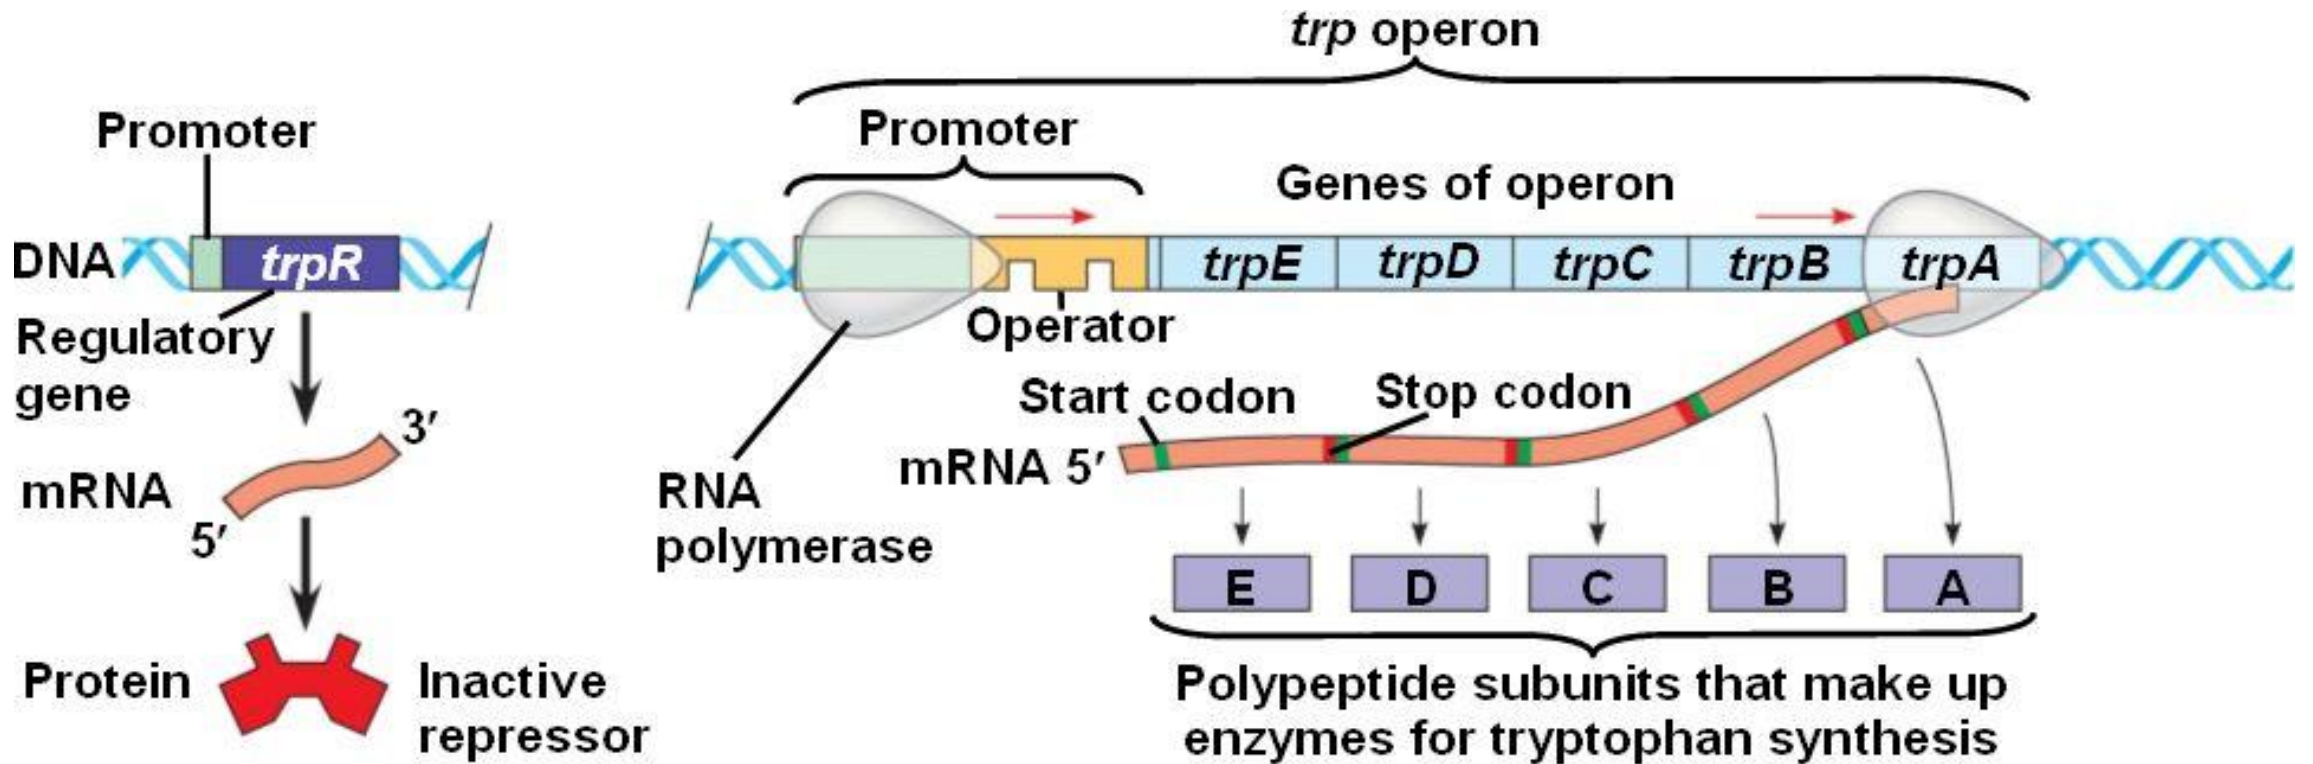 trp operon
Promoter
Promoter
Genes of operon
DNA
trpR
trpE
trpD
trpC
trpB
trpA
Regulatory
gene
Operator
Start codon
Stop codon
3′
mRNA
5′
mRNA 5′
RNA
polymerase
E
D
C
B
A
Protein
Inactive
repressor
Polypeptide subunits that make up
enzymes for tryptophan synthesis